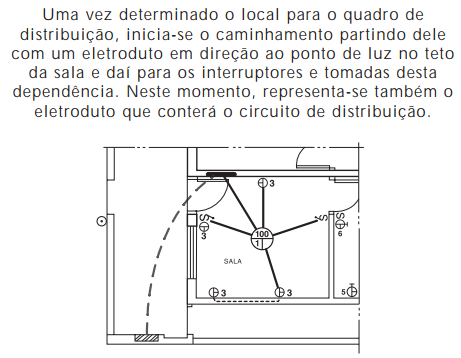 Uma vez determinado o local para o quadro de
distribuição, inicia-se o caminhamento partindo dele
com um eletroduto em direção ao ponto de luz no teto
da sala e daí para os interruptores e tomadas desta
dependência. Neste momento, representa-se também o
eletroduto que conterá o circuito de distribuição.
3
S
3
100
1
S
S
6
SALA
3
3
5